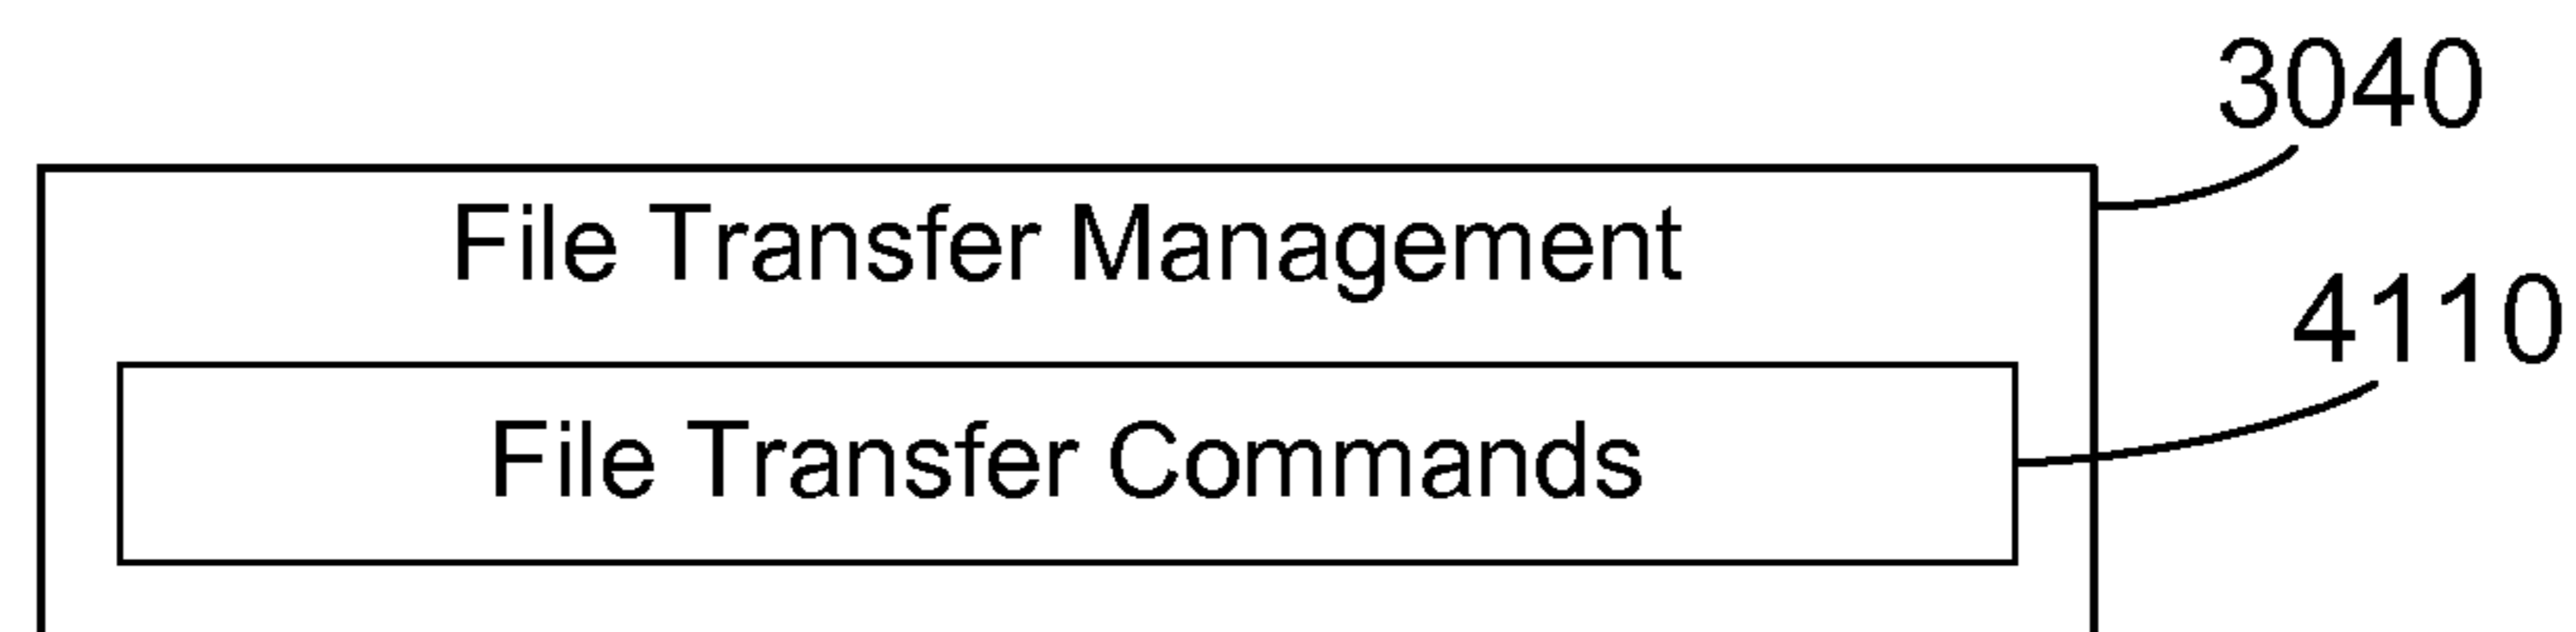 3040
File Transfer Management
4110
File Transfer Commands